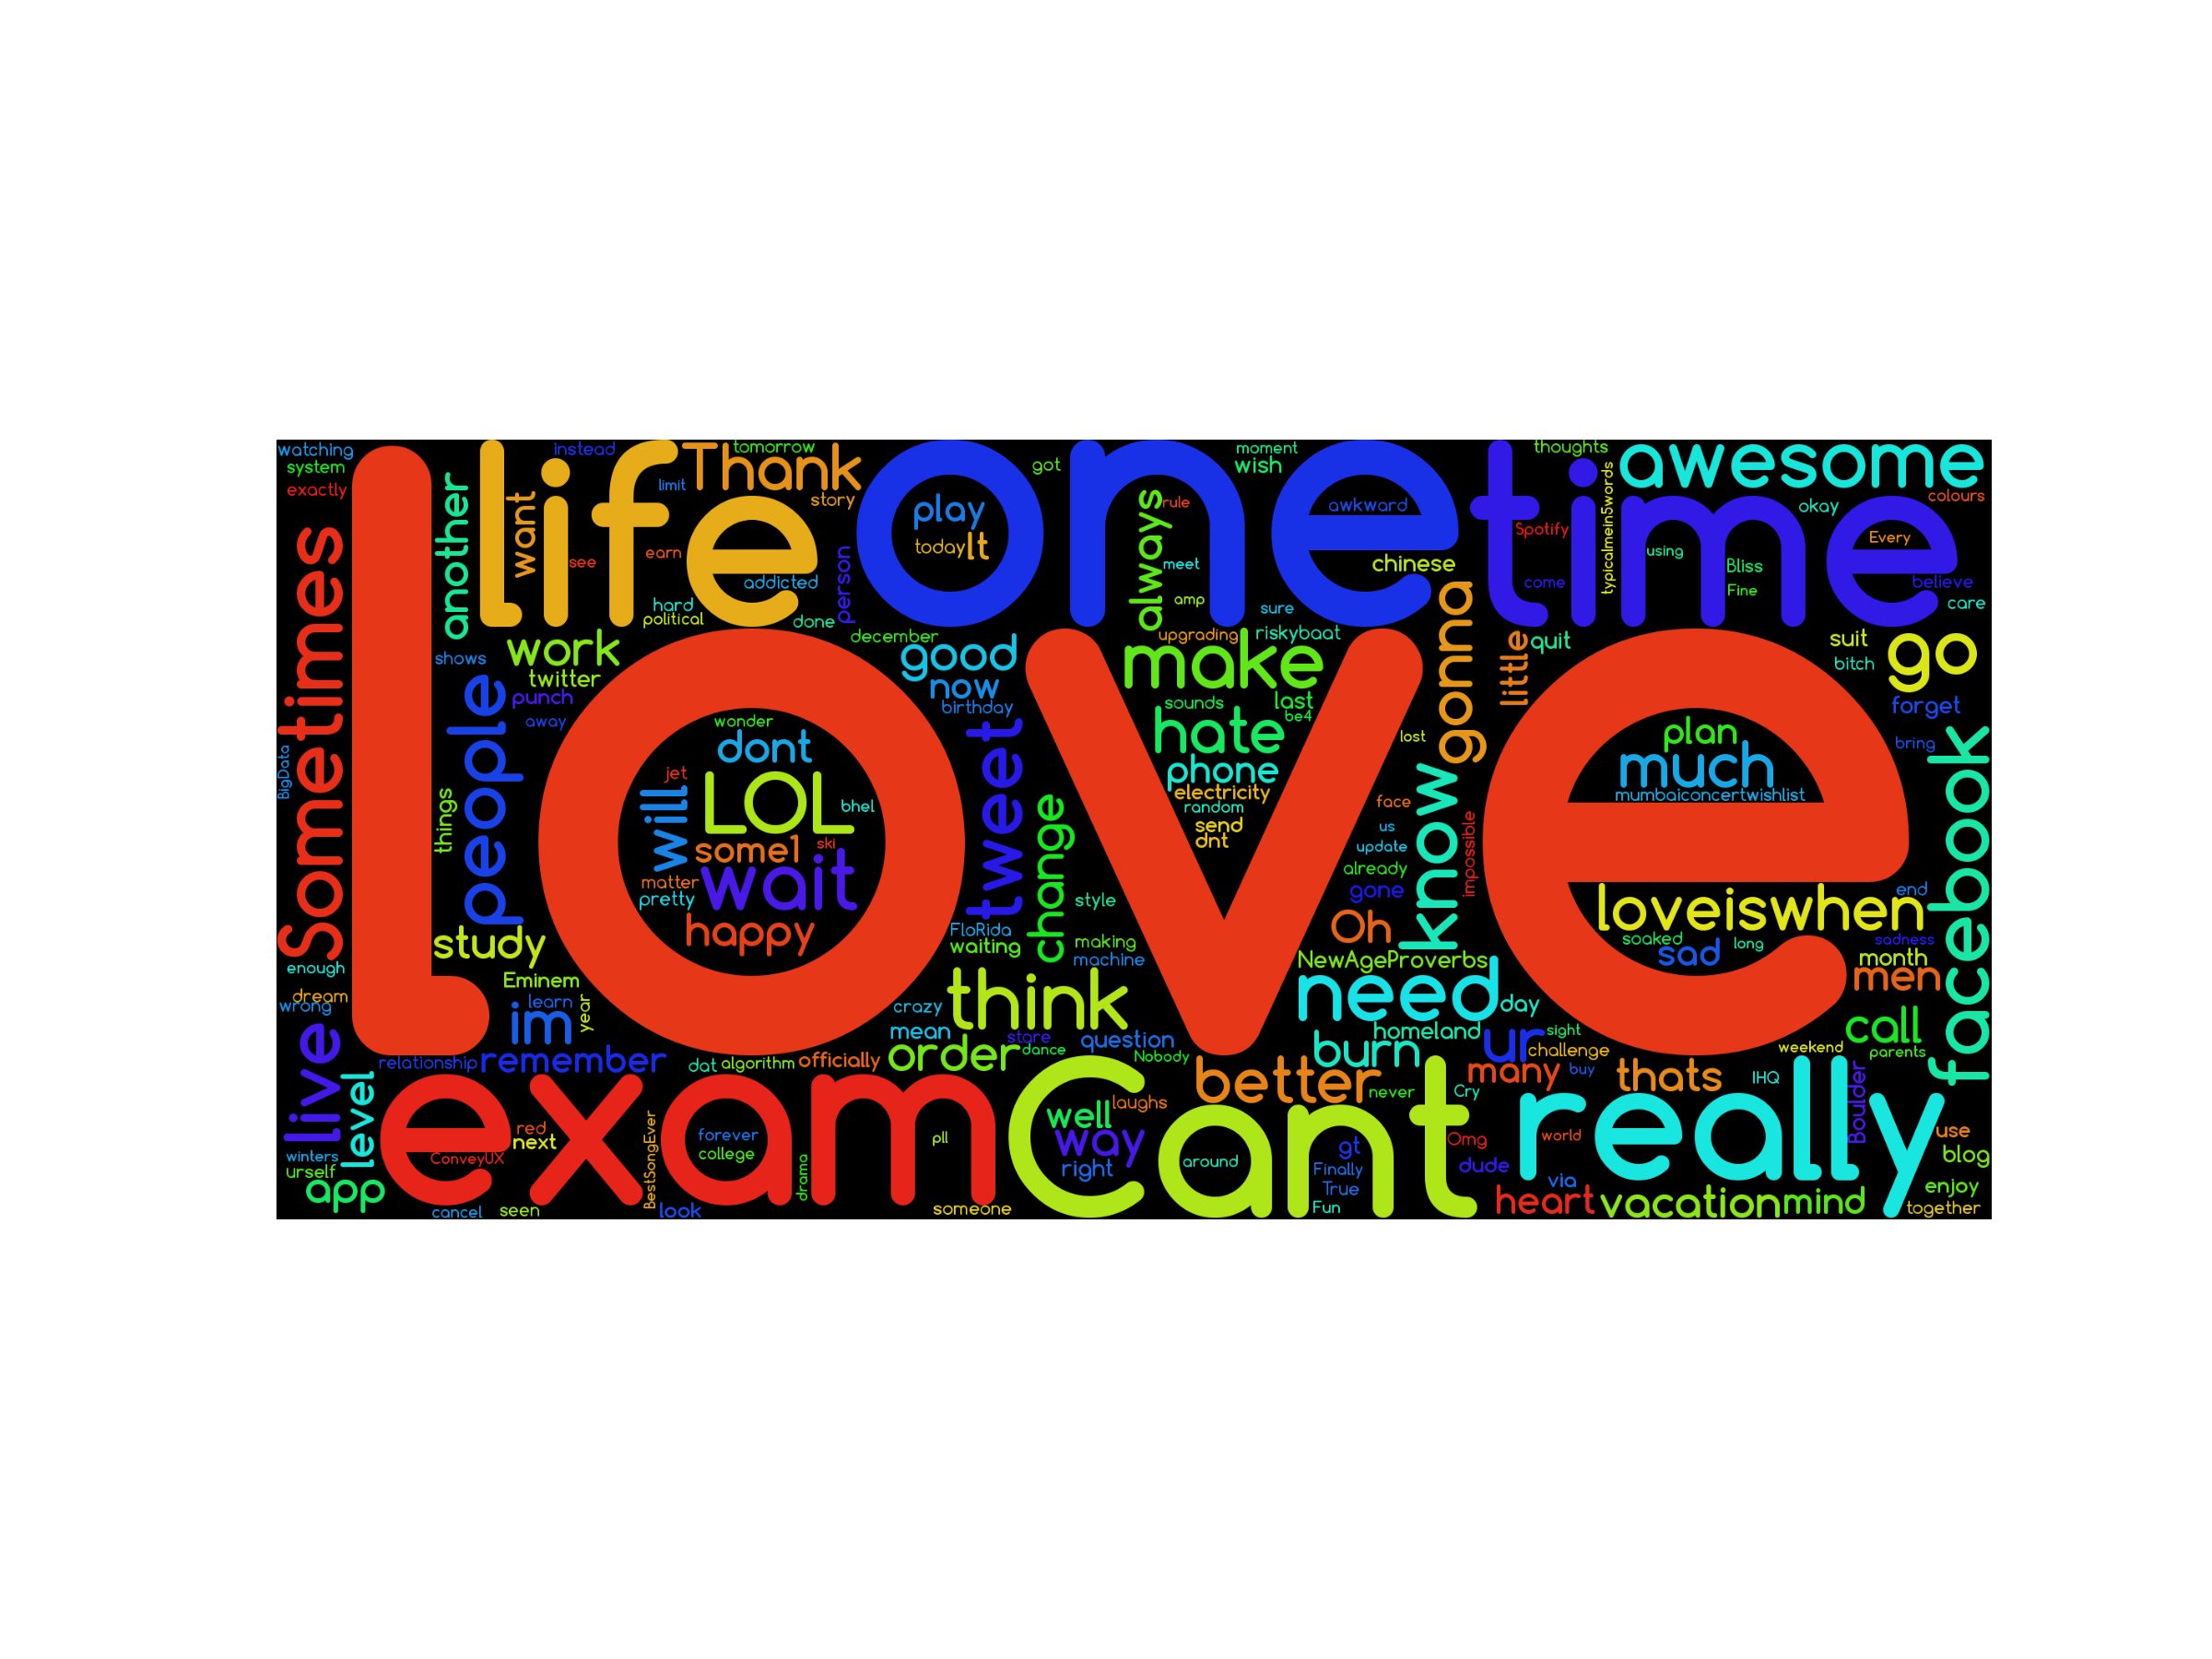 watching
system
exactly
Sometimes
love
life
instead
Thank
tomorrow
limit
story
want
another
see
earn
addicted
hard
political
done
person
one
play
today
It
got
moment
wish
always
rule
meet
amp
awkward
chinese
sure
time
thoughts
Spotify
come
typicalmein5words
using
Bliss
Fine
awesome
okay
colours
Every
believe
care
work
twitter
punch
away
shows
people
things
BigData
december
good
now
birthday
tweet
upgrading
riskybaat
make
sounds
last
be4
hate
phone
electricity
random
send
dnt
gonna
little
quit
suit
bitch
go
forget
bring
facebook
wonder
dont
jet
LOL
bhel
will
some1
ski
matter
wait
pretty
happy
change
style
making
machine
FloRida
waiting
lost
face
us
update
already
gone
know
impossible
Oh
NewAgeProverbs
plan
much
mumbaiconcertwishlist
loveiswhen
soaked
sad
long
end
sadness
month
men
study
Eminem
im
learn
year
enough
dream
wrong
live
relationship
remember
dat
algorithm
officially
crazy
mean
think
store
order
dance
question
Nobody
need
day
homeland
burn
ur
sight
challenge
buy
weekend
call
parents
level
exam
red
next
ConveyUX
winters
urself
app
cancel
seen
BestSongEver
look
forever
college
drama
pll
someone
Cant
well
laughs
way
right
around
better
never
Cry
gt
Finally
True
Fun
many
Omg
dude
thats
IHQ
Boulder
really
world
via
heart
vacation
mind
use
blog
enjoy
together